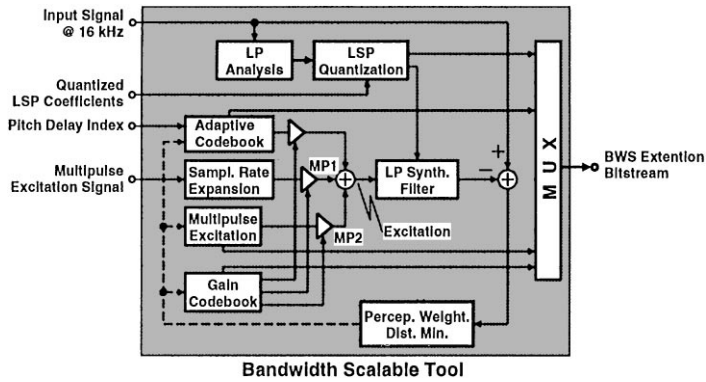 Input Signal
@ 16 kHz
LP
Analysis
LSP
Quantization
Quantized
LSP Coefficients
Pitch Delay Index
Adaptive
Codebook
Multipulse
Excitation Signal
Sampl. Rate
Expansion
MP1
LP Synth.
Filter
+
−
MUX
BWS Extention
Bitstream
Multipulse
Excitation
MP2
Excitation
Gain
Codebook
Percep. Weight.
Dist. Min.
Bandwidth Scalable Tool